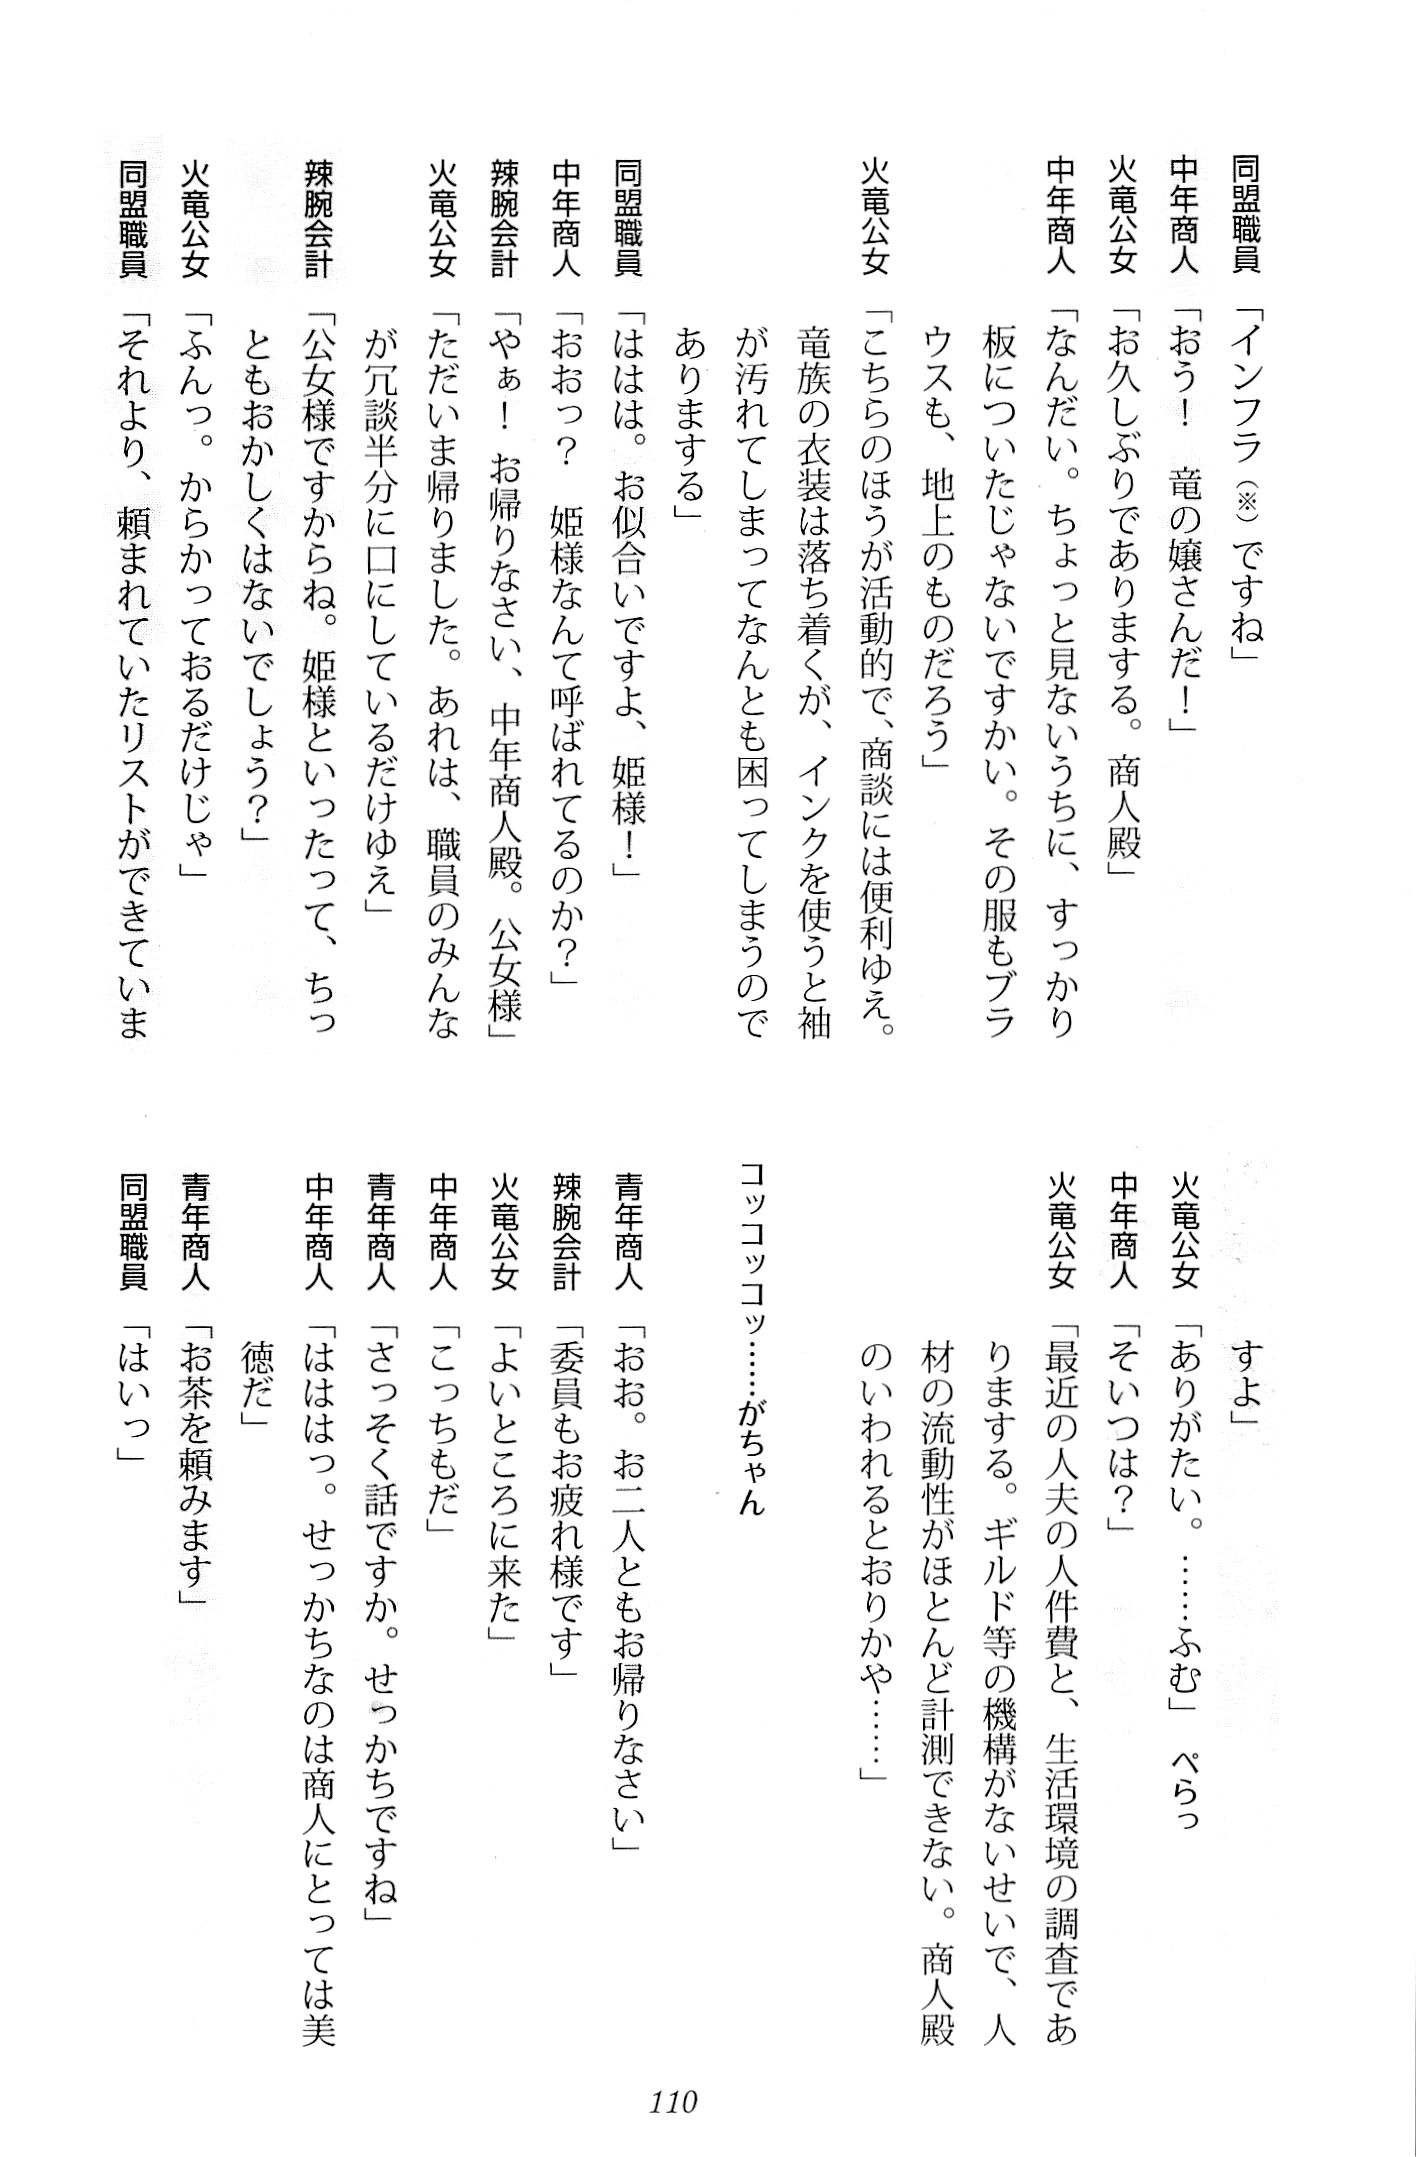 同盟職員「インフラ(※)ですね」
中年商人「おう！　竜の嬢さんだ！」
火竜公女「お久しぶりでありまする。商人殿」
中年商人「なんだい。ちょっと見ないうちに、すっかり
板についたじゃないですかい。その服もブラ
ウスも、地上のものだろう」
火竜公女「こちらのほうが活動的で、商談には便利ゆえ。
竜族の衣装は落ち着くが、インクを使うと袖
が汚れてしまってなんとも困ってしまうので
ありまする」
同盟職員「ははは。お似合いですよ、姫様！」
中年商人「おおっ？　姫様なんて呼ばれてるのか？」
辣腕会計「やぁ！　お帰りなさい、中年商人殿。公女様」
火竜公女「ただいま帰りました。あれは、職員のみんな
が冗談半分に口にしているだけゆえ」
辣腕会計「公女様ですからね。姫様といったって、ちっ
ともおかしくはないでしょう？」
火竜公女「ふんっ。からかっておるだけじゃ」
同盟職員「それより、頼まれていたリストができていま
すよ」
火竜公女「ありがたい。……ふむ」　ぺらっ
中年商人「そいつは？」
火竜公女「最近の人夫の人件費と、生活環境の調査であ
りまする。ギルド等の機構がないせいで、人
材の流動性がほとんど計測できない。商人殿
のいわれるとおりかや……」
コッコッコッ……がちゃん
青年商人「おお。お二人ともお帰りなさい」
辣腕会計「委員もお疲れ様です」
火竜公女「よいところに来た」
中年商人「こっちもだ」
青年商人「さっそく話ですか。せっかちですね」
中年商人「はははっ。せっかちなのは商人にとっては美
徳だ」
青年商人「お茶を頼みます」
同盟職員「はいっ」
110